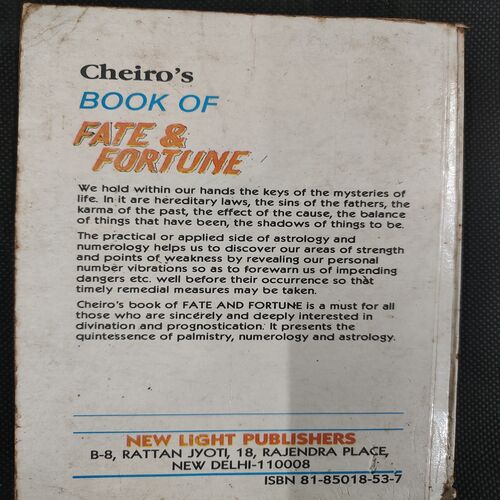 Cheiro's
BOOK OF
FATE &
FORTUNE
We hold within our hands the keys of the mysteries of
life. In it are hereditary laws, the sins of the fathers, the
karma of the past, the effect of the cause, the balance
of things that have been, the shadows of things to be.
The practical or applied side of astrology and
numerology helps us to discover our areas of strength
and points of weakness by revealing our personal
number vibrations so as to forewarn us of impending
dangers etc. well before their occurrence so that
timely remedial measures may be taken.
Cheiro's book of FATE AND FORTUNE is a must for all
those who are sincerely and deeply interested in
divination and prognostication. It presents the
quintessence of palmistry, numerology and astrology.
NEW LIGHT PUBLISHERS
B-8, RATTAN JYOTI, 18, RAJENDRA PLACE,
NEW DELHI-110008
ISBN 81-85018-53-7